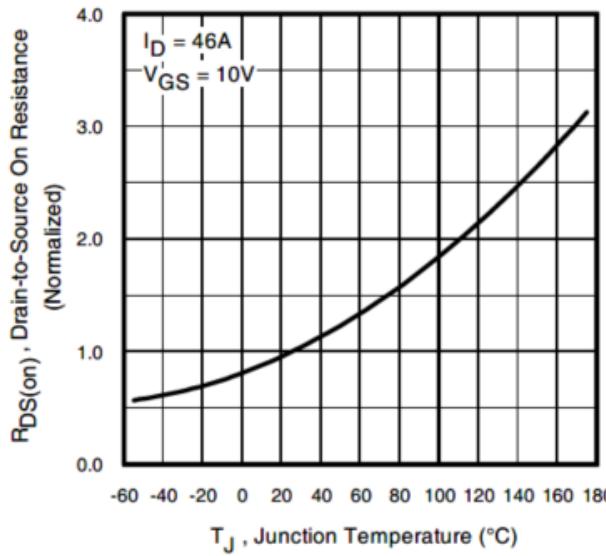 4.0
I_D = 46A
V_GS = 10V
3.0
2.0
1.0
0.0
R_DS(on) , Drain-to-Source On Resistance
(Normalized)
-60 -40 -20 0 20 40 60 80 100 120 140 160 180
T_J , Junction Temperature (°C)